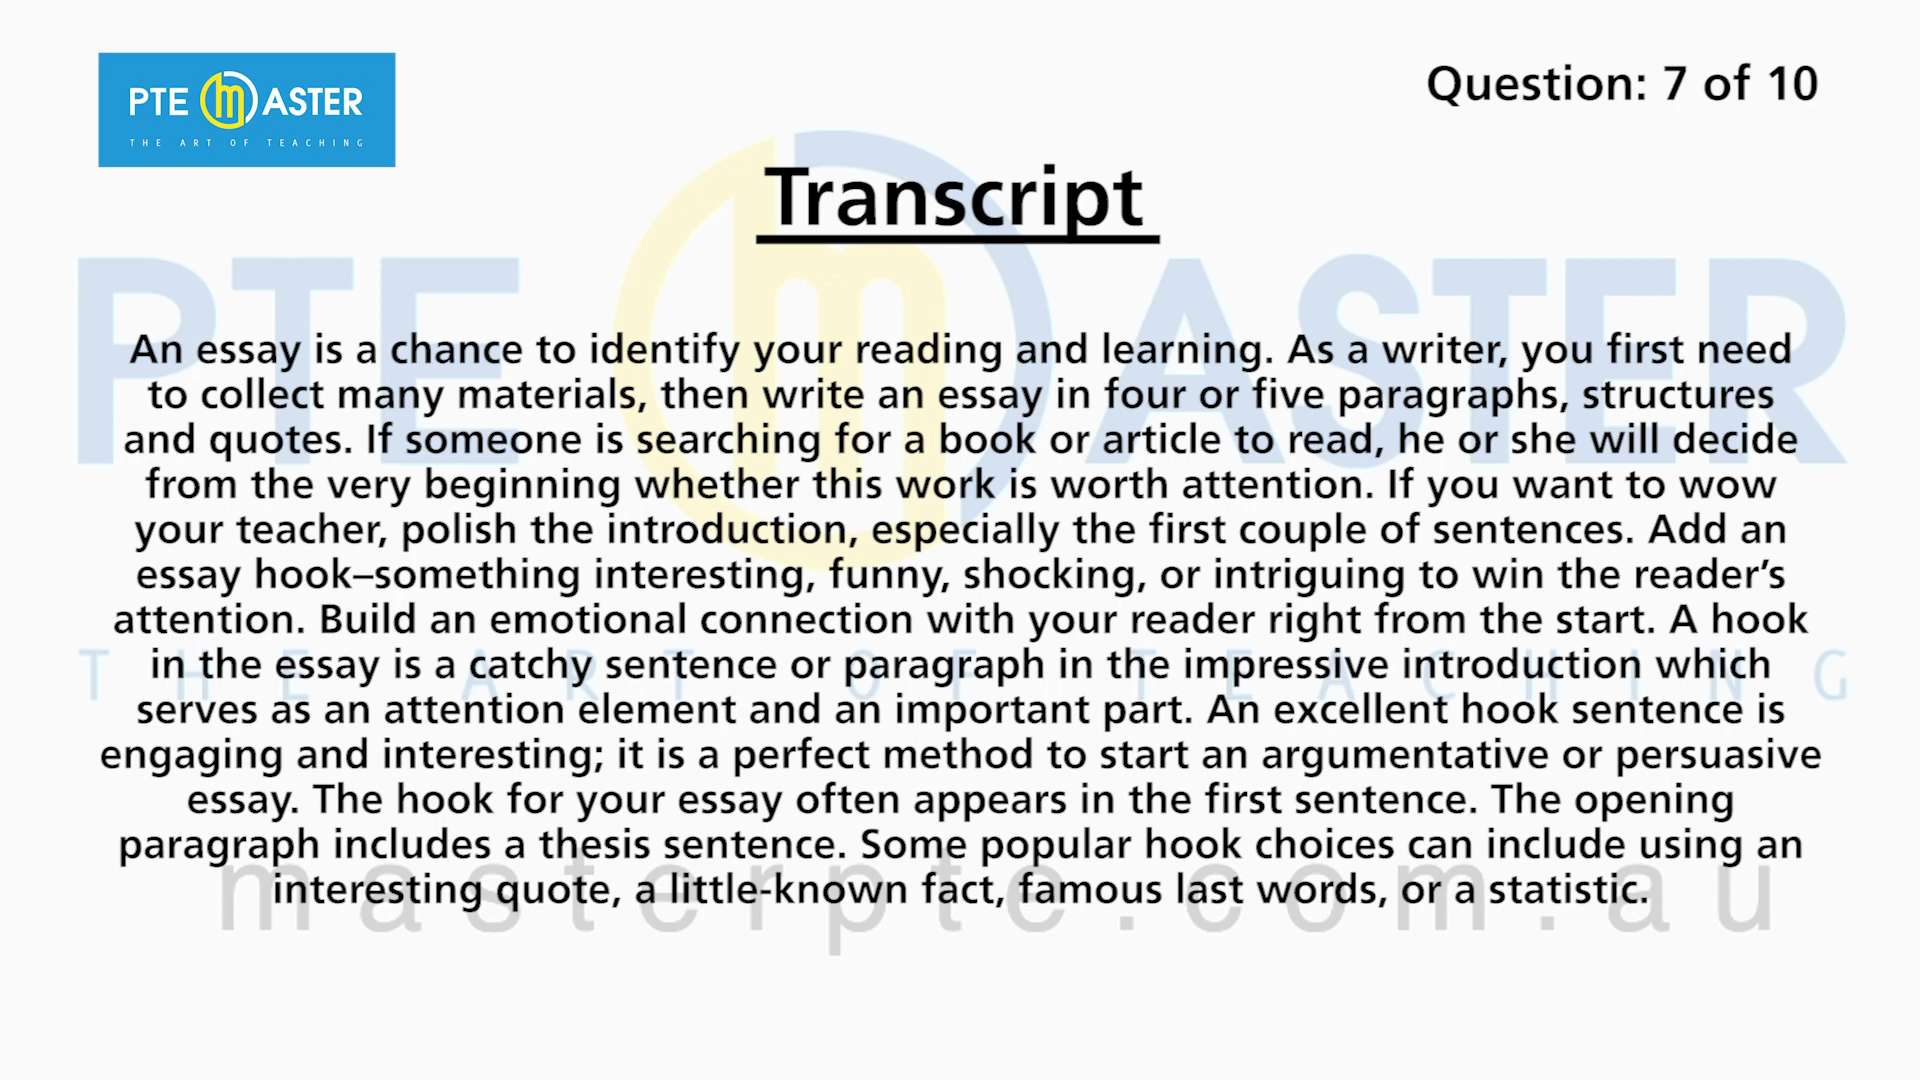 PTE MASTER
THE ART OF TEACHING
Question: 7 of 10
Transcript
An essay is a chance to identify your reading and learning. As a writer, you first need
to collect many materials, then write an essay in four or five paragraphs, structures
and quotes. If someone is searching for a book or article to read, he or she will decide
from the very beginning whether this work is worth attention. If you want to wow
your teacher, polish the introduction, especially the first couple of sentences. Add an
essay hook–something interesting, funny, shocking, or intriguing to win the reader’s
attention. Build an emotional connection with your reader right from the start. A hook
in the essay is a catchy sentence or paragraph in the impressive introduction which
serves as an attention element and an important part. An excellent hook sentence is
engaging and interesting; it is a perfect method to start an argumentative or persuasive
essay. The hook for your essay often appears in the first sentence. The opening
paragraph includes a thesis sentence. Some popular hook choices can include using an
interesting quote, a little-known fact, famous last words, or a statistic.
PTE MASTER
THE ART OF TEACHING
masterpte.com.au